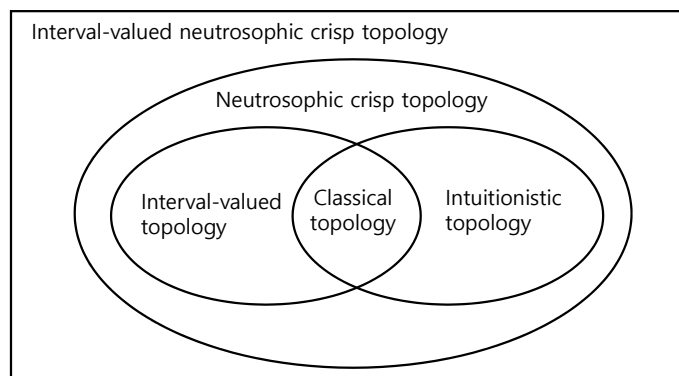 Interval-valued neutrosophic crisp topology
Neutrosophic crisp topology
Interval-valued
topology
Classical
topology
Intuitionistic
topology